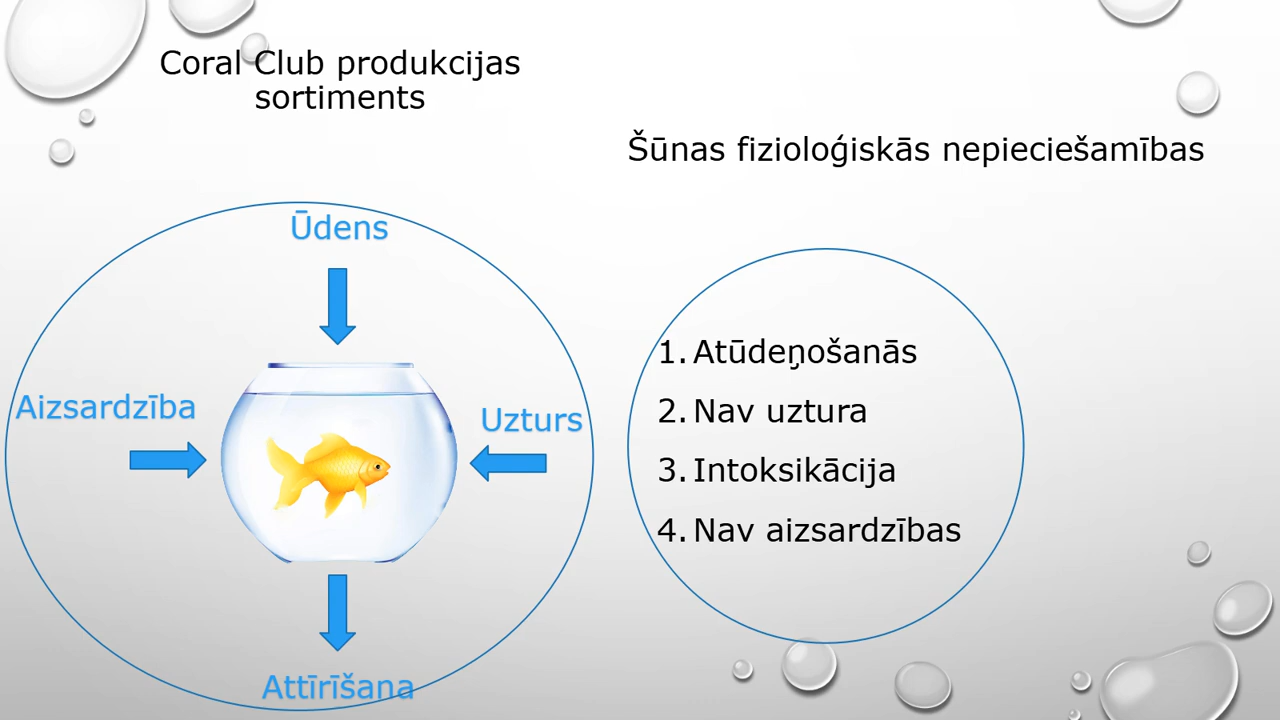 Coral Club produkcijas
sortiments
Šūnas fizioloģiskās nepieciešamības
Ūdens
Aizsardzība
Uzturs
Attīrīšana
1. Atūdeņošanās
2. Nav uztura
3. Intoksikācija
4. Nav aizsardzības